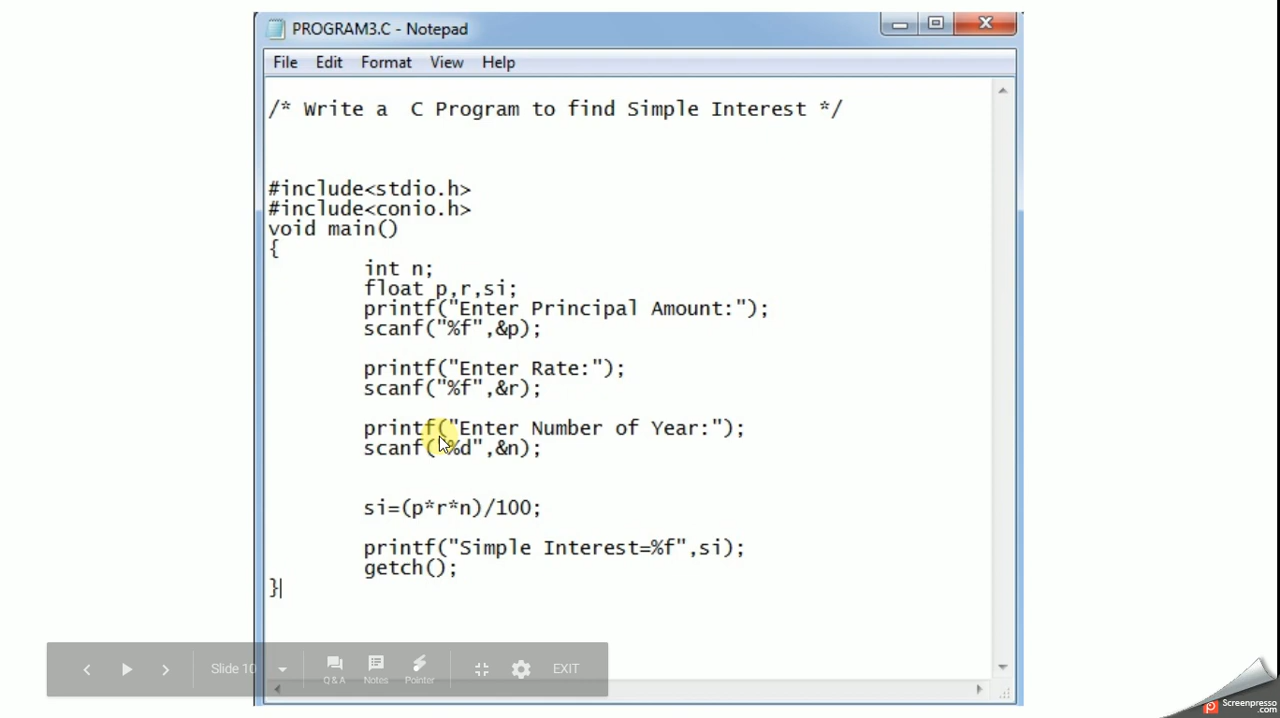 PROGRAM3.C - Notepad
File Edit Format View Help
/* Write a  C Program to find Simple Interest */
#include<stdio.h>
#include<conio.h>
void main()
{
int n;
float p,r,si;
printf("Enter Principal Amount:");
scanf("%f",&p);
printf("Enter Rate:");
scanf("%f",&r);
printf("Enter Number of Year:");
scanf("%d",&n);
si=(p*r*n)/100;
printf("Simple Interest=%f",si);
getch();
}
Slide 10
Q & A Notes Pointer
EXIT
Screenpresso
.com